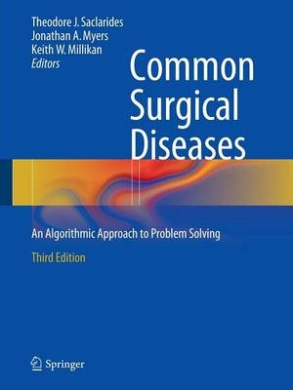 Theodore J. Saclarides
Jonathan A. Myers
Keith W. Millikan
Editors
Common
Surgical
Diseases
An Algorithmic Approach to Problem Solving
Third Edition
Springer